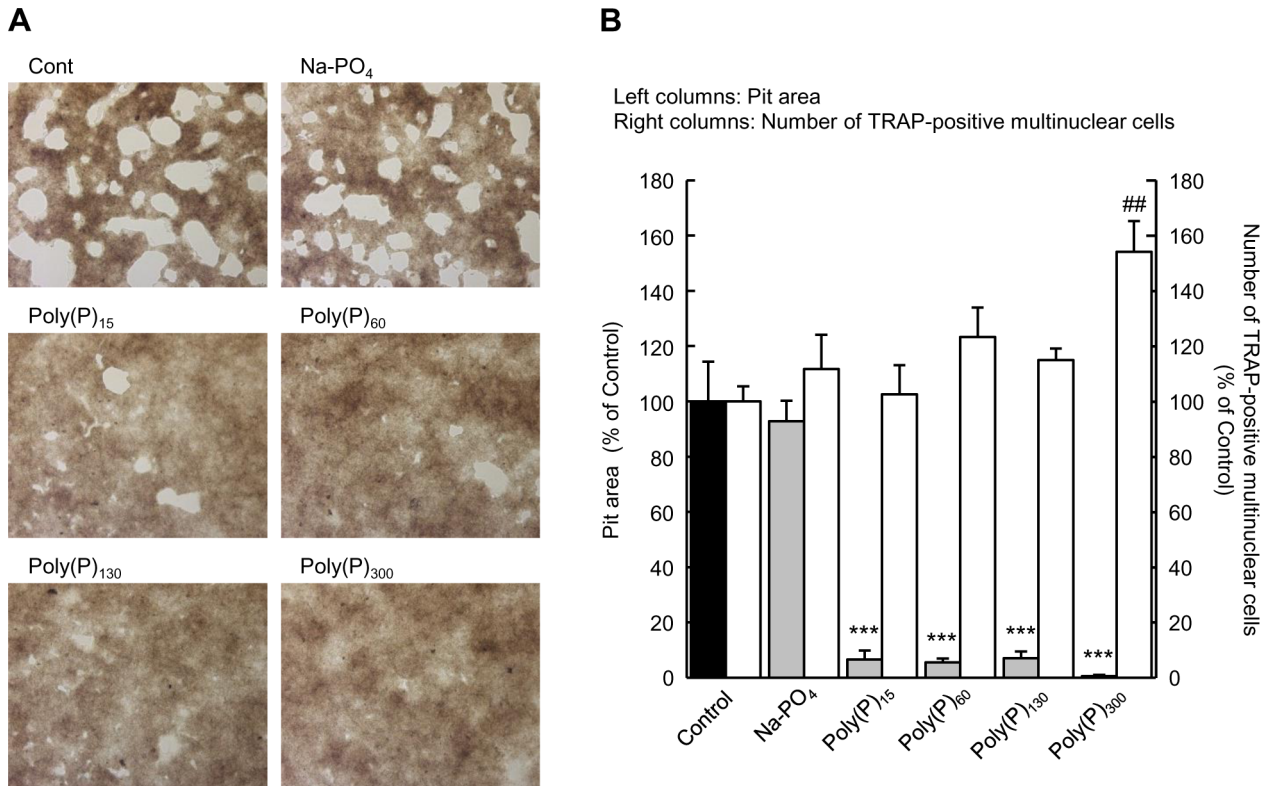 A
Cont
Na-PO₄
Poly(P)₁₅
Poly(P)₆₀
Poly(P)₁₃₀
Poly(P)₃₀₀
B
Left columns: Pit area
Right columns: Number of TRAP-positive multinuclear cells
Pit area (% of Control)
180
160
140
120
100
80
60
40
20
0
***
***
***
***
##
180
160
140
120
100
80
60
40
20
0
Number of TRAP-positive multinuclear cells
(% of Control)
Control
Na-PO₄
Poly(P)₁₅
Poly(P)₆₀
Poly(P)₁₃₀
Poly(P)₃₀₀